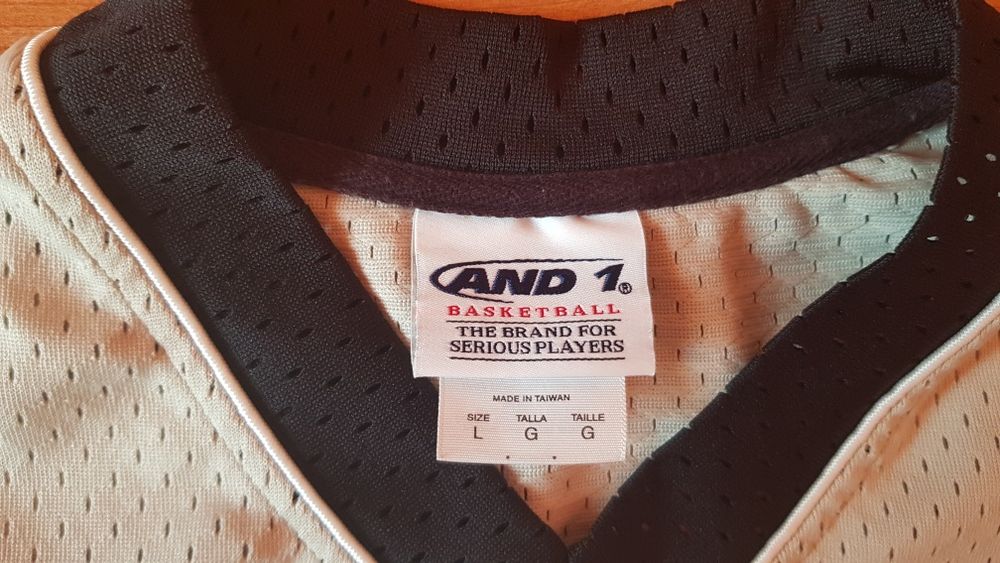 AND 1®
BASKETBALL
THE BRAND FOR
SERIOUS PLAYERS
MADE IN TAIWAN
SIZE TALLA TAILLE
L G G